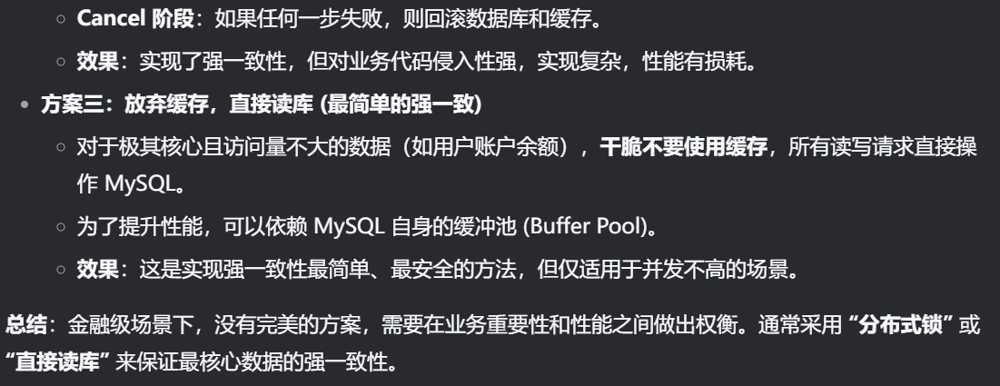 Cancel 阶段：如果任何一步失败，则回滚数据库和缓存。
效果：实现了强一致性，但对业务代码侵入性强，实现复杂，性能有损耗。
方案三：放弃缓存，直接读库 (最简单的强一致)
对于极其核心且访问量不大的数据（如用户账户余额），干脆不要使用缓存，所有读写请求直接操
作 MySQL。
为了提升性能，可以依赖 MySQL 自身的缓冲池 (Buffer Pool)。
效果：这是实现强一致性最简单、最安全的方法，但仅适用于并发不高的场景。
总结：金融级场景下，没有完美的方案，需要在业务重要性和性能之间做出权衡。通常采用 “分布式锁” 或
“直接读库” 来保证最核心数据的强一致性。